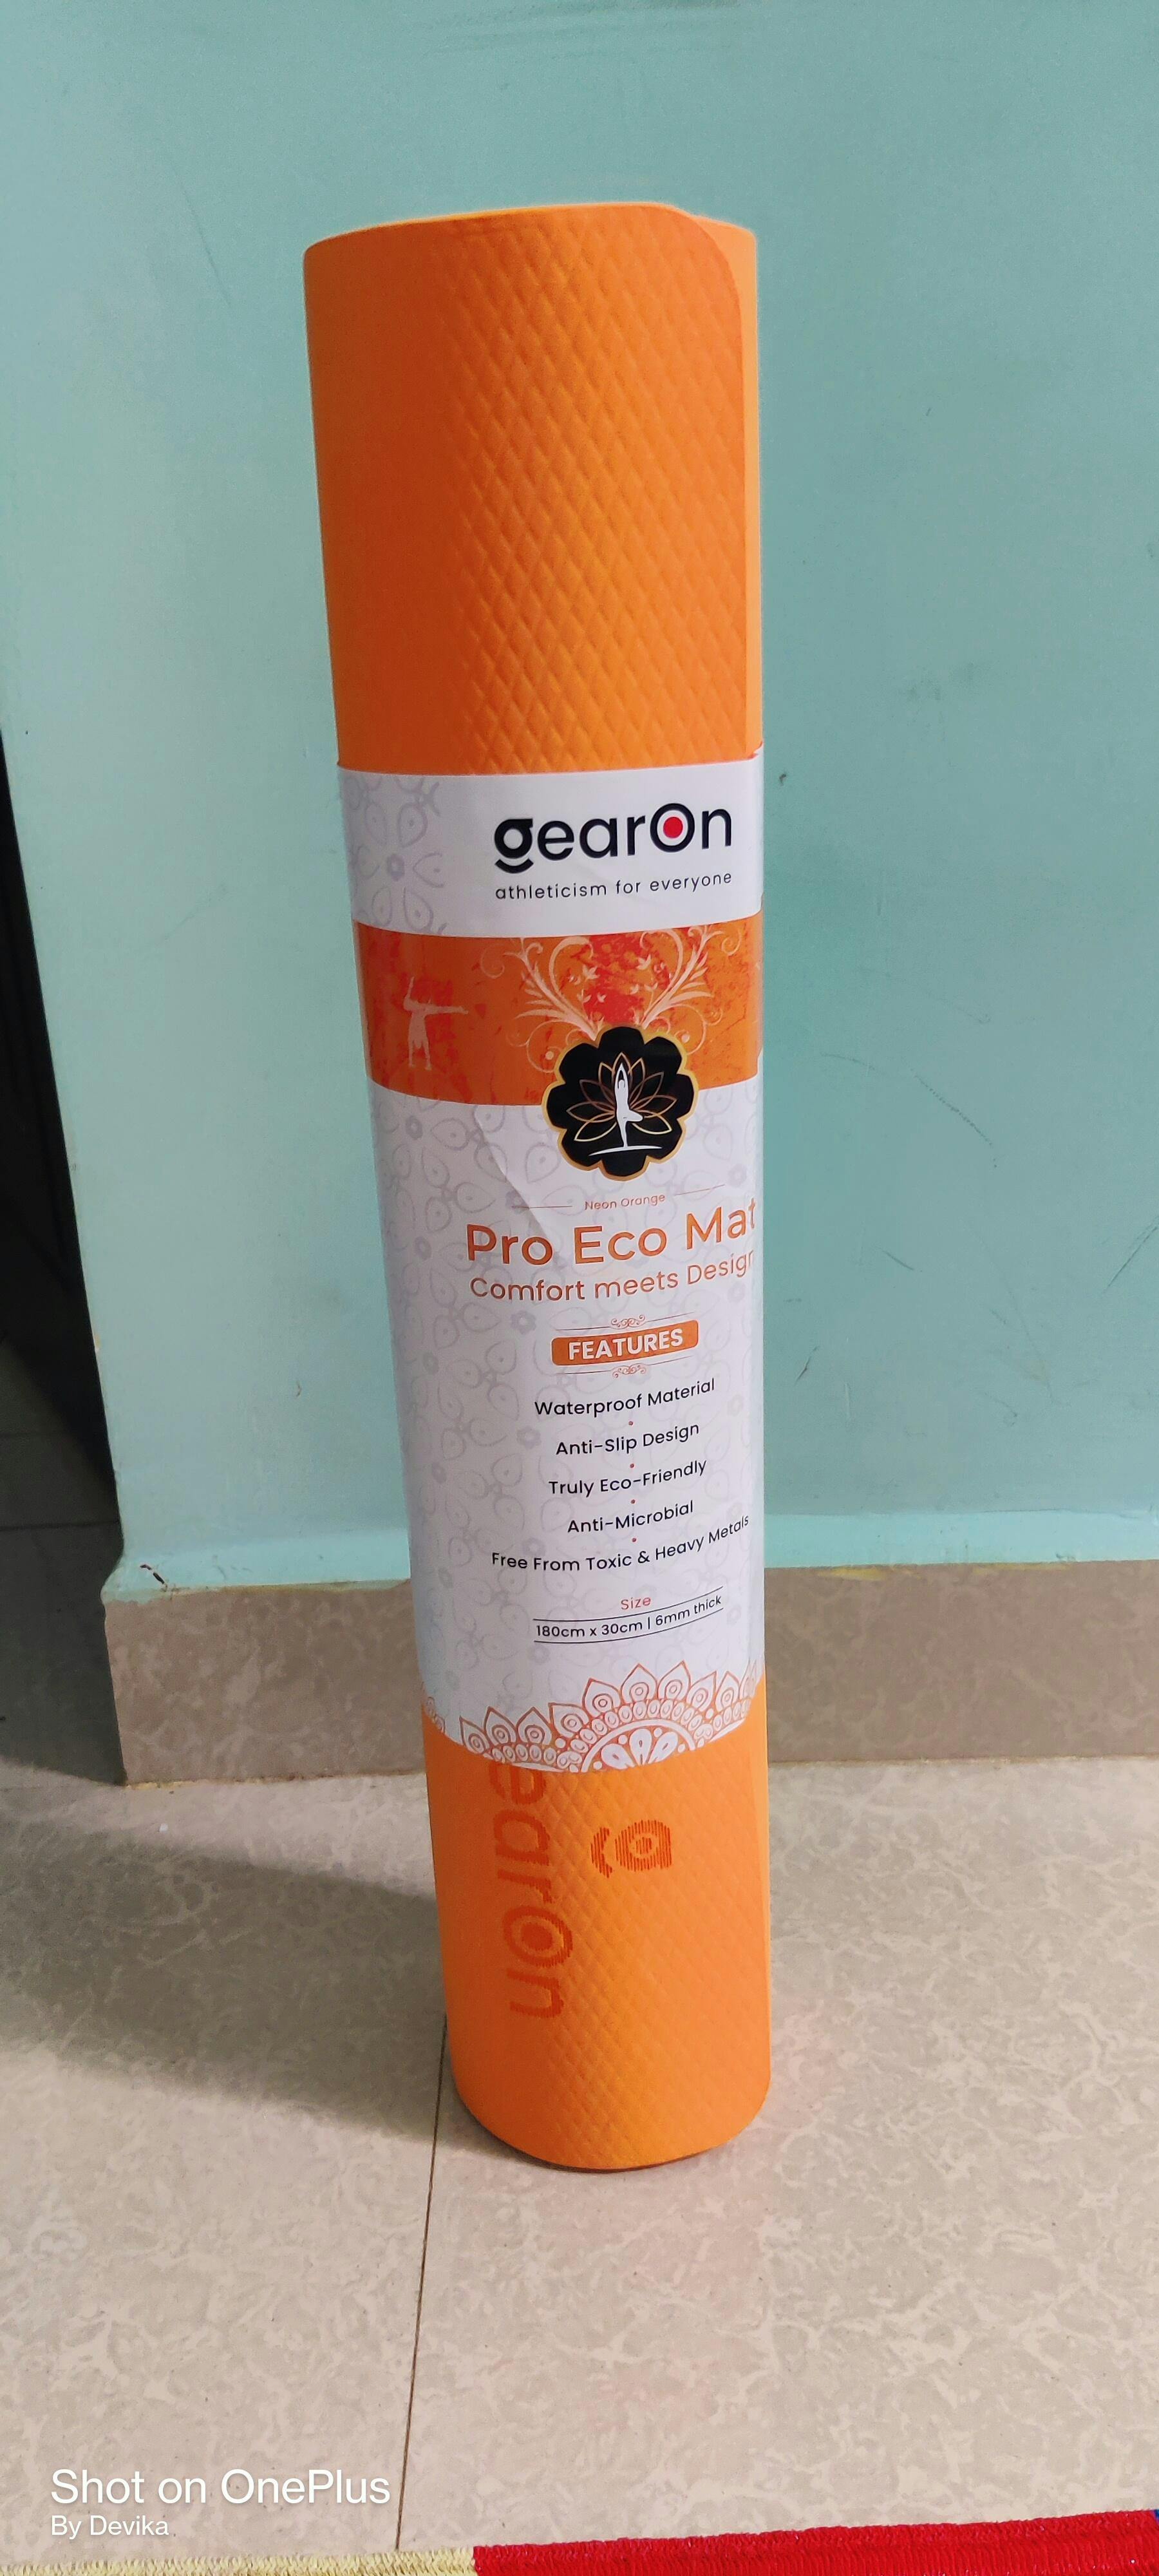 gearOn
athleticism for everyone
Neon Orange
Pro Eco Mat
Comfort meets Design
FEATURES
Waterproof Material
Anti-Slip Design
Truly Eco-Friendly
Anti-Microbial
Free From Toxic & Heavy Metals
Size
180cm x 30cm | 6mm thick
earOn
Shot on OnePlus
By Devika